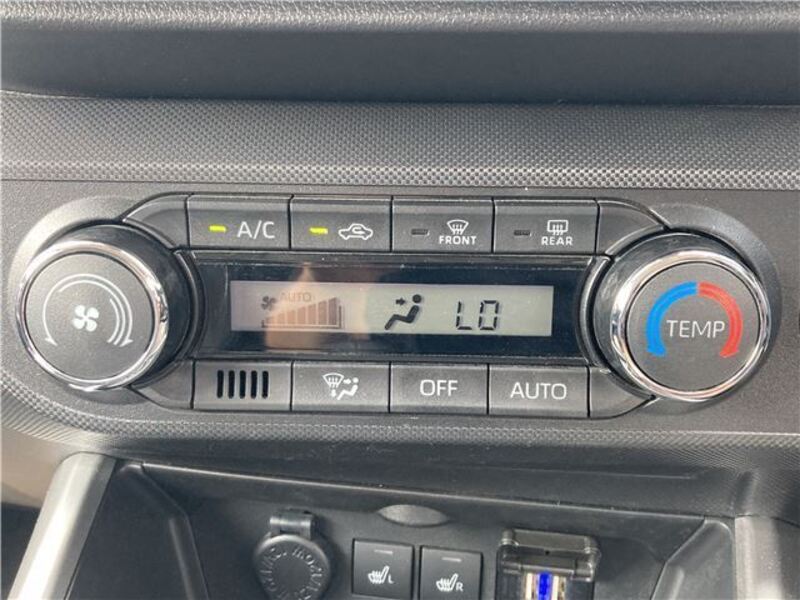 A/C
FRONT
REAR
AUTO
LO
TEMP
OFF
AUTO
L
R